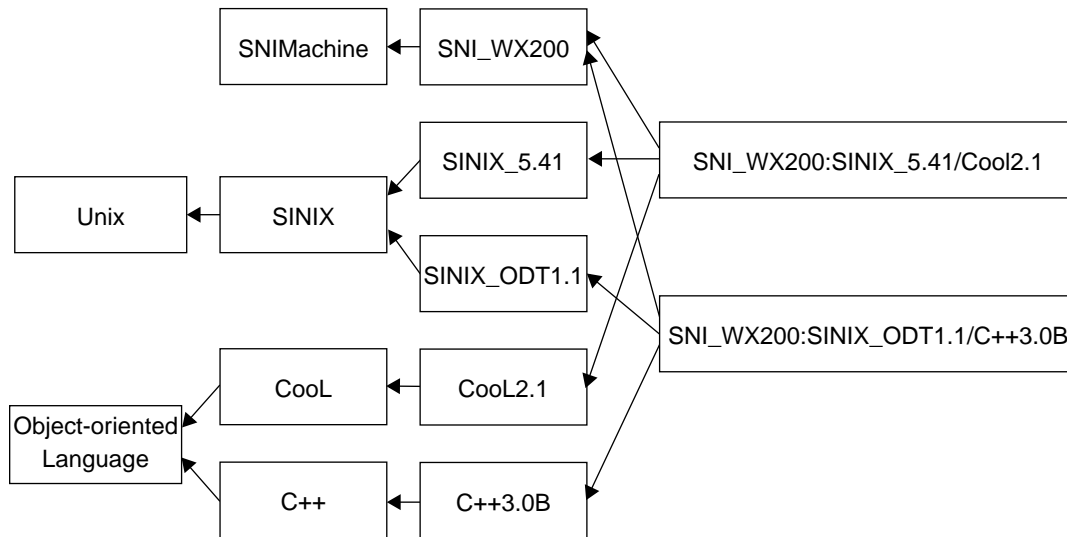 SNIMachine
SNI_WX200
SINIX_5.41
SNI_WX200:SINIX_5.41/Cool2.1
Unix
SINIX
SINIX_ODT1.1
SNI_WX200:SINIX_ODT1.1/C++3.0B
CooL
CooL2.1
Object-oriented
Language
C++
C++3.0B